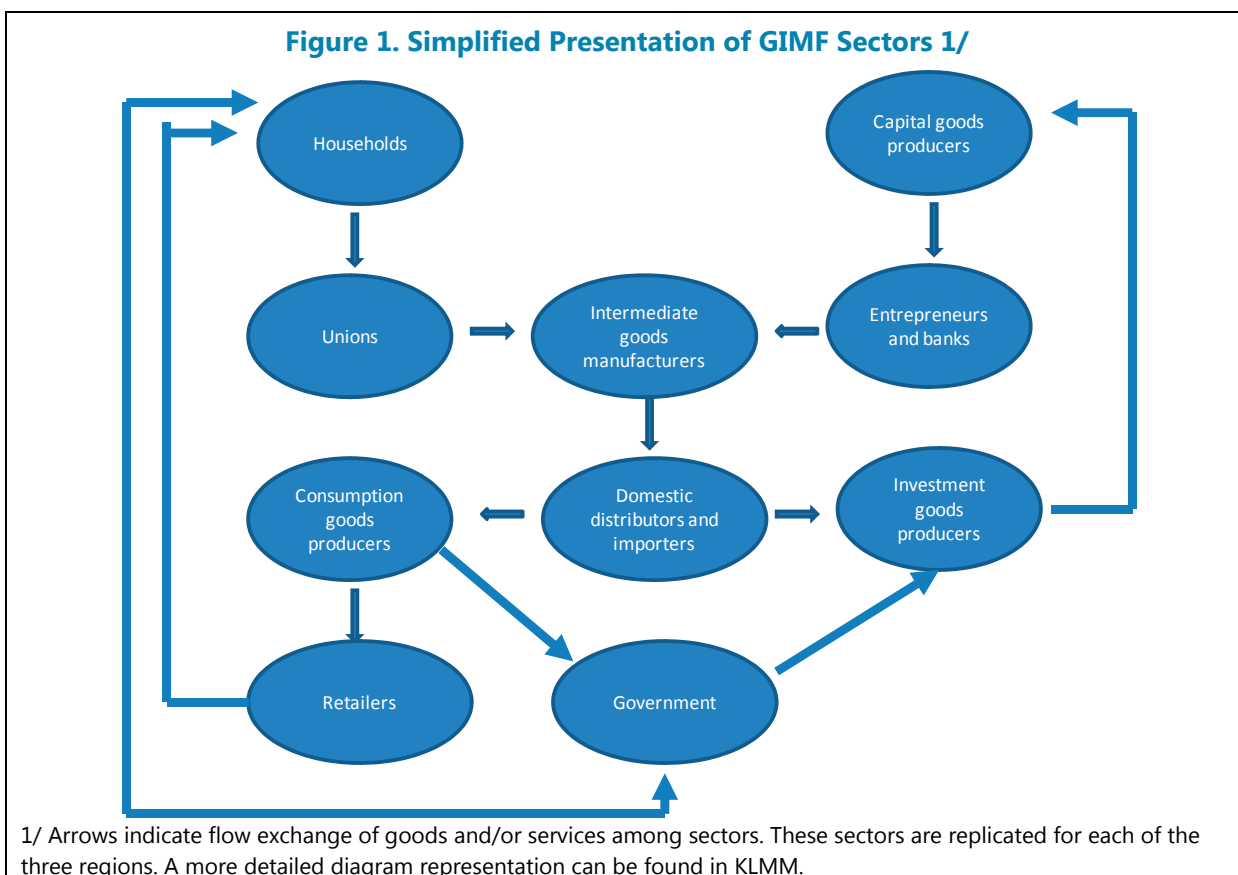 Figure 1. Simplified Presentation of GIMF Sectors 1/
Households
Capital goods
producers
Unions
Intermediate
goods
manufacturers
Entrepreneurs
and banks
Consumption
goods
producers
Domestic
distributors and
importers
Investment
goods
producers
Retailers
Government
1/ Arrows indicate flow exchange of goods and/or services among sectors. These sectors are replicated for each of the
three regions. A more detailed diagram representation can be found in KLMM.